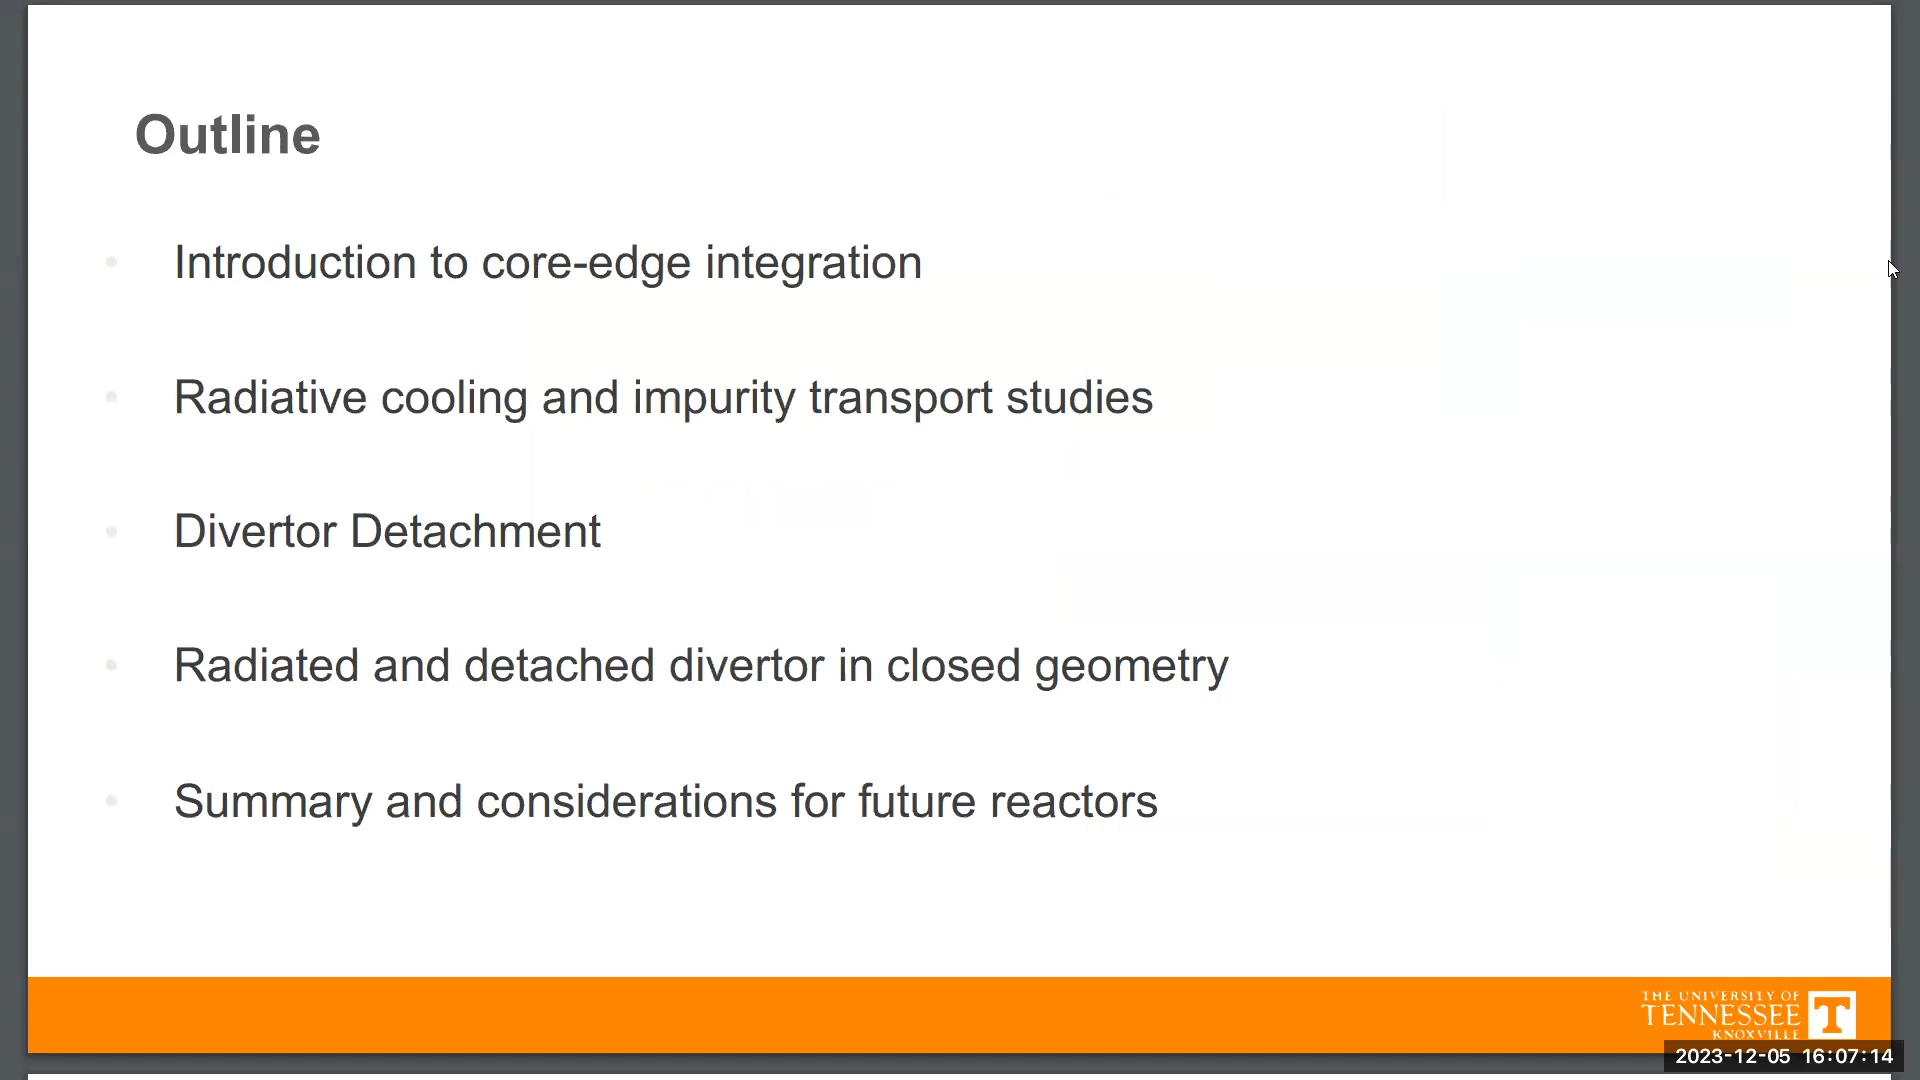 Outline
Introduction to core-edge integration
Radiative cooling and impurity transport studies
Divertor Detachment
Radiated and detached divertor in closed geometry
Summary and considerations for future reactors
THE UNIVERSITY OF
TENNESSEE
KNOXVILLE
T
2023-12-05 16:07:14